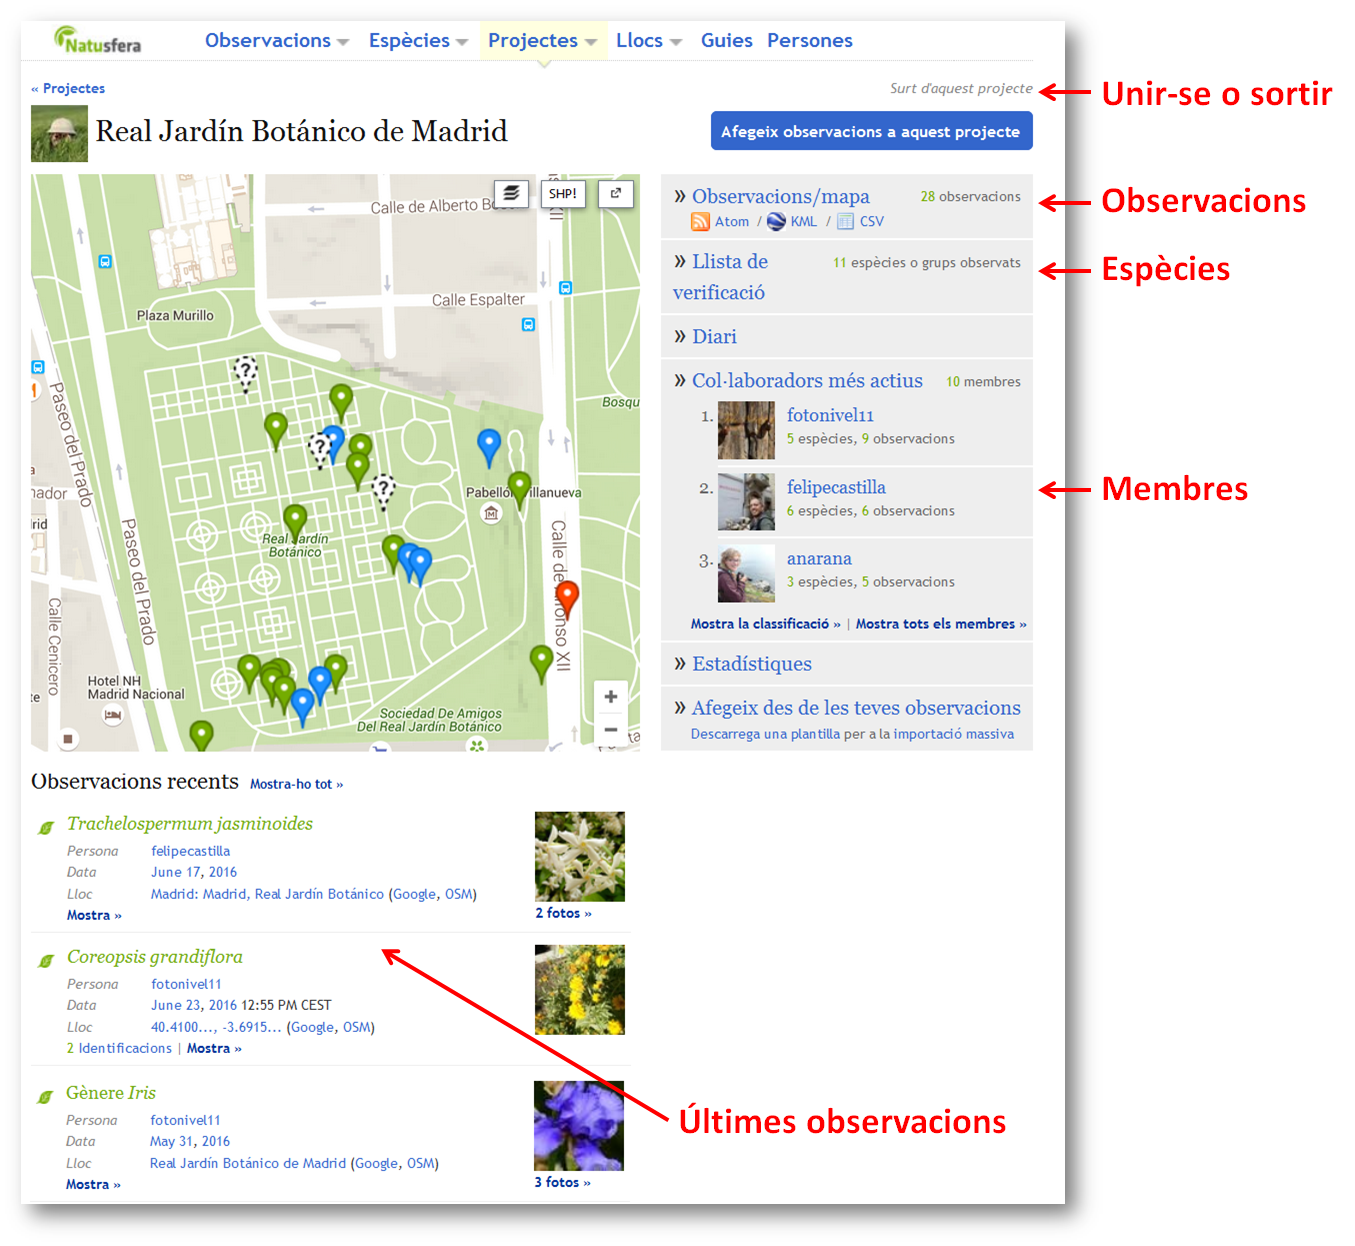 Natusfera
Observacions Espècies Projectes Llocs Guies Persones
« Projectes
Surt d'aquest projecte
Unir-se o sortir
Real Jardín Botánico de Madrid
Afegeix observacions a aquest projecte
SHP!
Calle de Alberto Bo
XII
Calle Espalter
Plaza Murillo
Paseo del Prado
Bosqu
Pabellón Villanueva
nador
Real Jardín
Botánico
rid
Paseo del Prado
Calle de Alfonso XII
Calle Cenicero
Hotel NH
Madrid Nacional
te
Sociedad De Amigos
Del Real Jardín Botánico
+
−
» Observacions/mapa 28 observacions
Atom / KML / CSV
Observacions
» Llista de verificació 11 espècies o grups observats
Espècies
» Diari
» Col·laboradors més actius 10 membres
1. fotonivel11
5 espècies, 9 observacions
2. felipecastilla
6 espècies, 6 observacions
Membres
3. anarana
3 espècies, 5 observacions
Mostra la classificació » | Mostra tots els membres »
» Estadístiques
» Afegeix des de les teves observacions
Descarrega una plantilla per a la importació massiva
Observacions recents Mostra-ho tot »
Trachelospermum jasminoides
Persona felipecastilla
Data June 17, 2016
Lloc Madrid: Madrid, Real Jardín Botánico (Google, OSM)
Mostra »
2 fotos »
Coreopsis grandiflora
Persona fotonivel11
Data June 23, 2016 12:55 PM CEST
Lloc 40.4100..., -3.6915... (Google, OSM)
2 Identificacions | Mostra »
Gènere Iris
Persona fotonivel11
Data May 31, 2016
Lloc Real Jardín Botánico de Madrid (Google, OSM)
Mostra »
3 fotos »
Últimes observacions